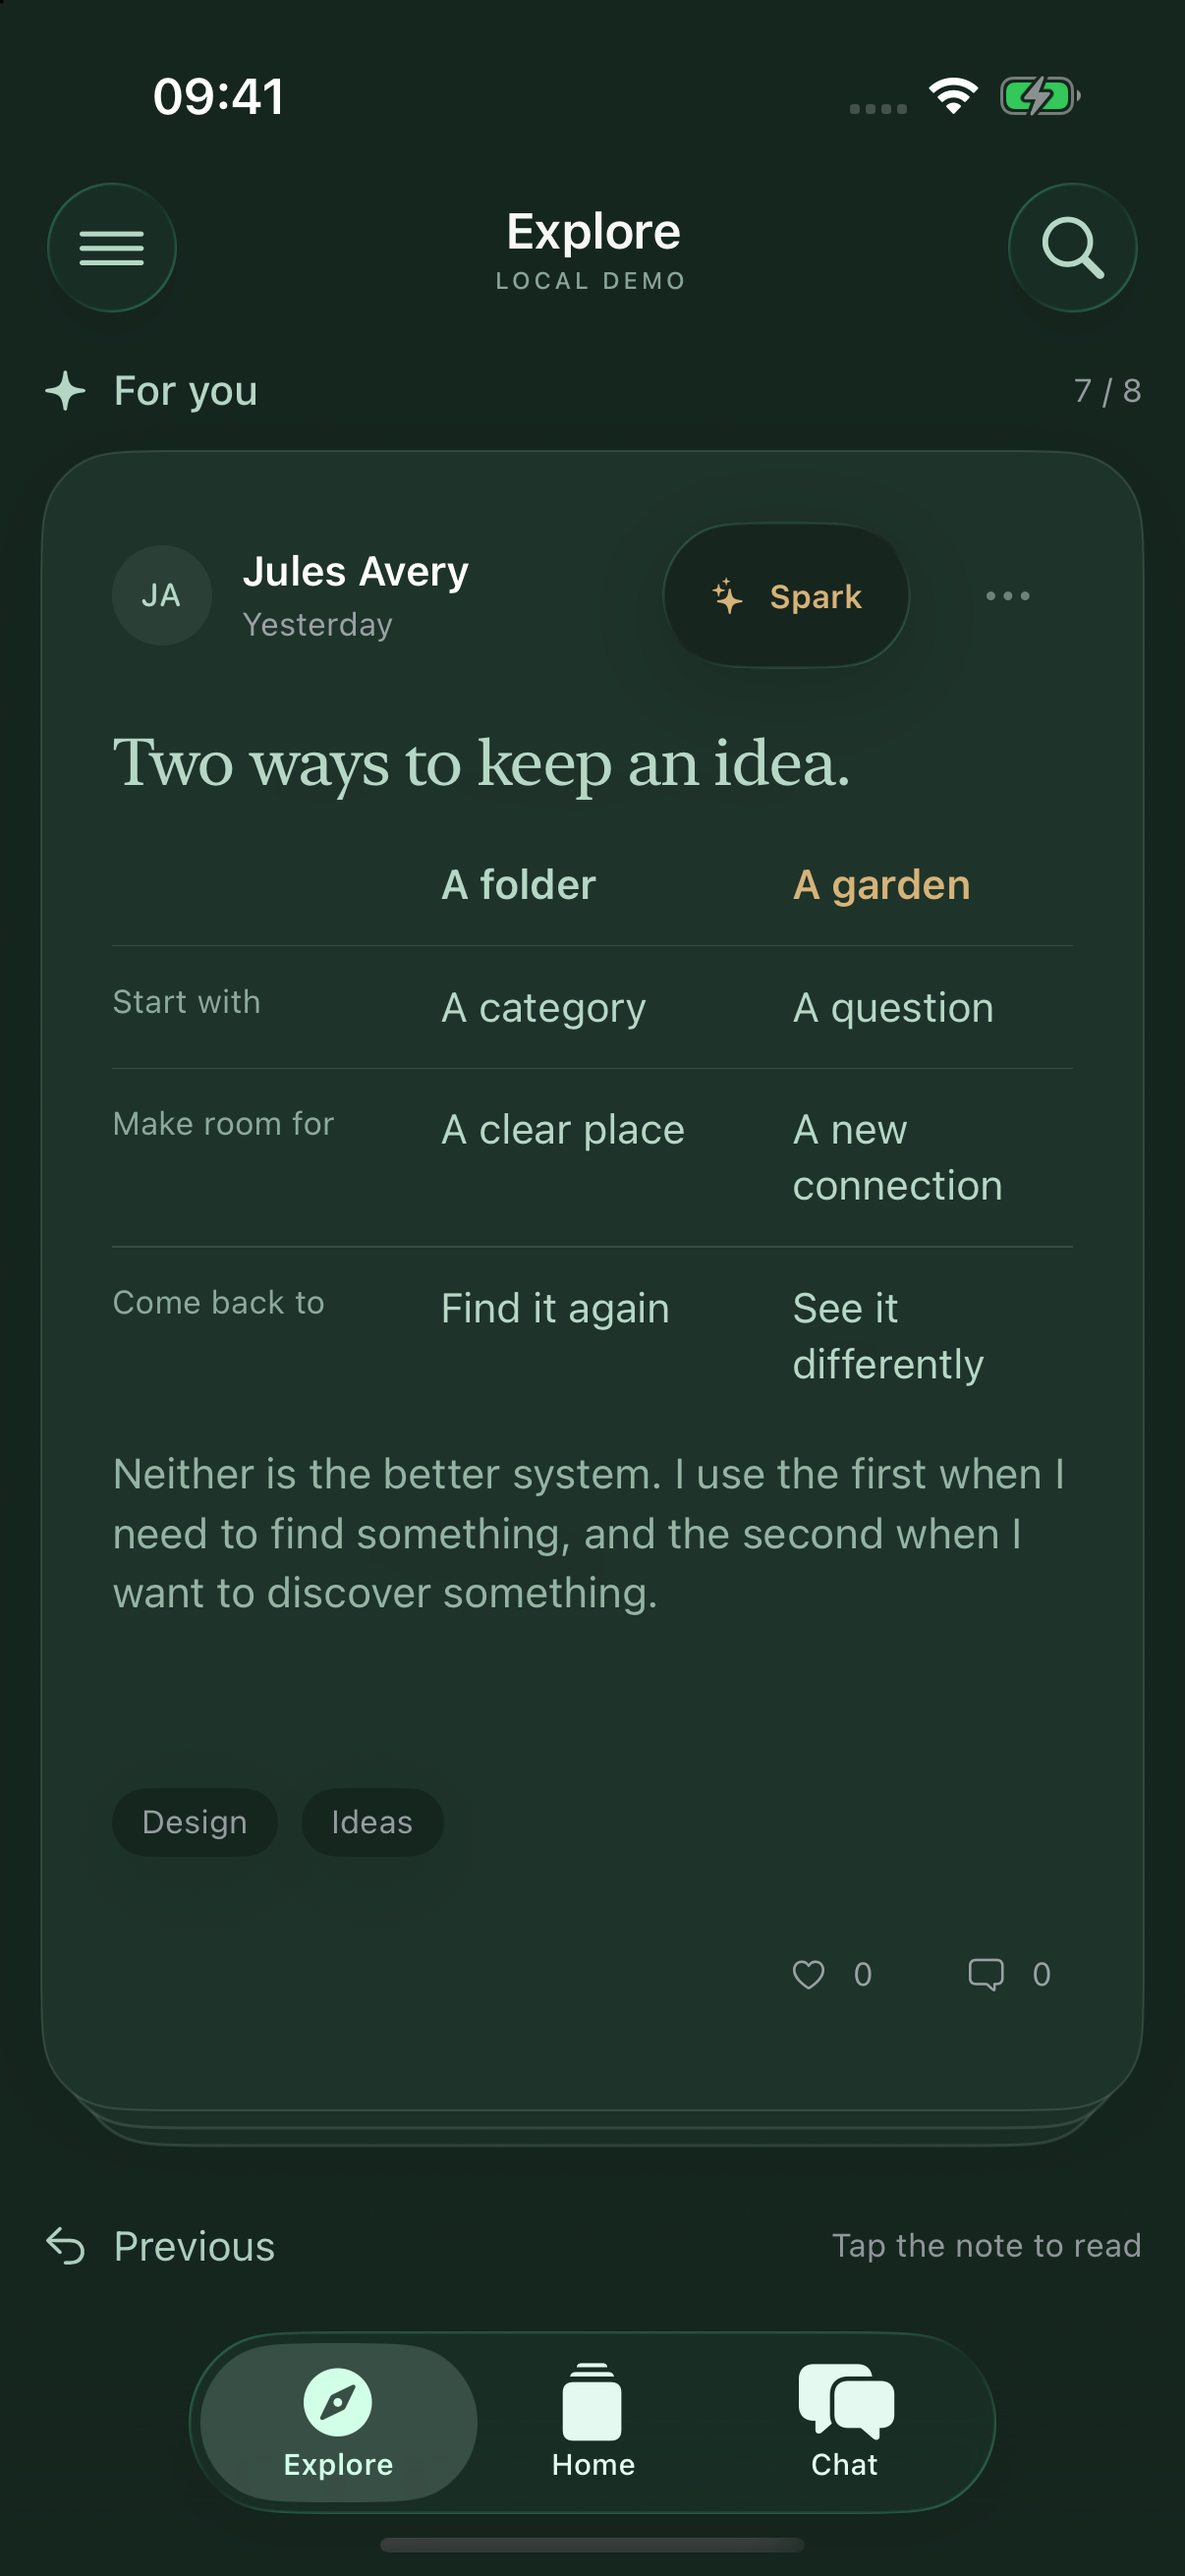 09:41
Explore
LOCAL DEMO
For you
7 / 8
JA
Jules Avery
Yesterday
Spark
Two ways to keep an idea.
A folder
A garden
Start with
A category
A question
Make room for
A clear place
A new
connection
Come back to
Find it again
See it
differently
Neither is the better system. I use the first when I
need to find something, and the second when I
want to discover something.
Design
Ideas
0
0
Previous
Tap the note to read
Explore
Home
Chat